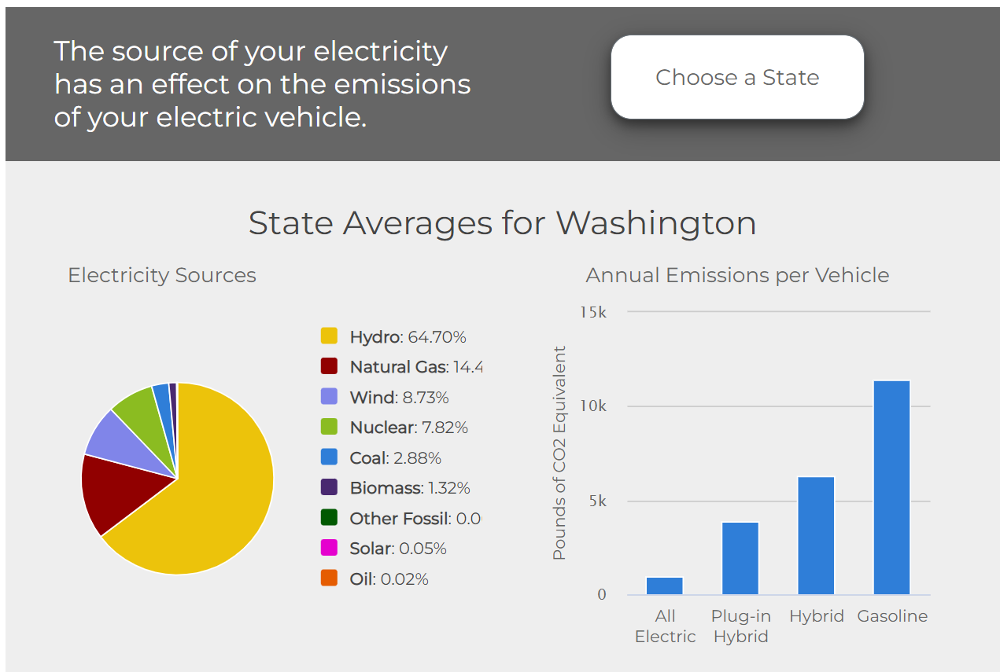 The source of your electricity
has an effect on the emissions
of your electric vehicle.
Choose a State
State Averages for Washington
Electricity Sources
Hydro: 64.70%
Natural Gas: 14.4
Wind: 8.73%
Nuclear: 7.82%
Coal: 2.88%
Biomass: 1.32%
Other Fossil: 0.0
Solar: 0.05%
Oil: 0.02%
Annual Emissions per Vehicle
Pounds of CO2 Equivalent
15k
10k
5k
0
All
Electric
Plug-in
Hybrid
Hybrid
Gasoline